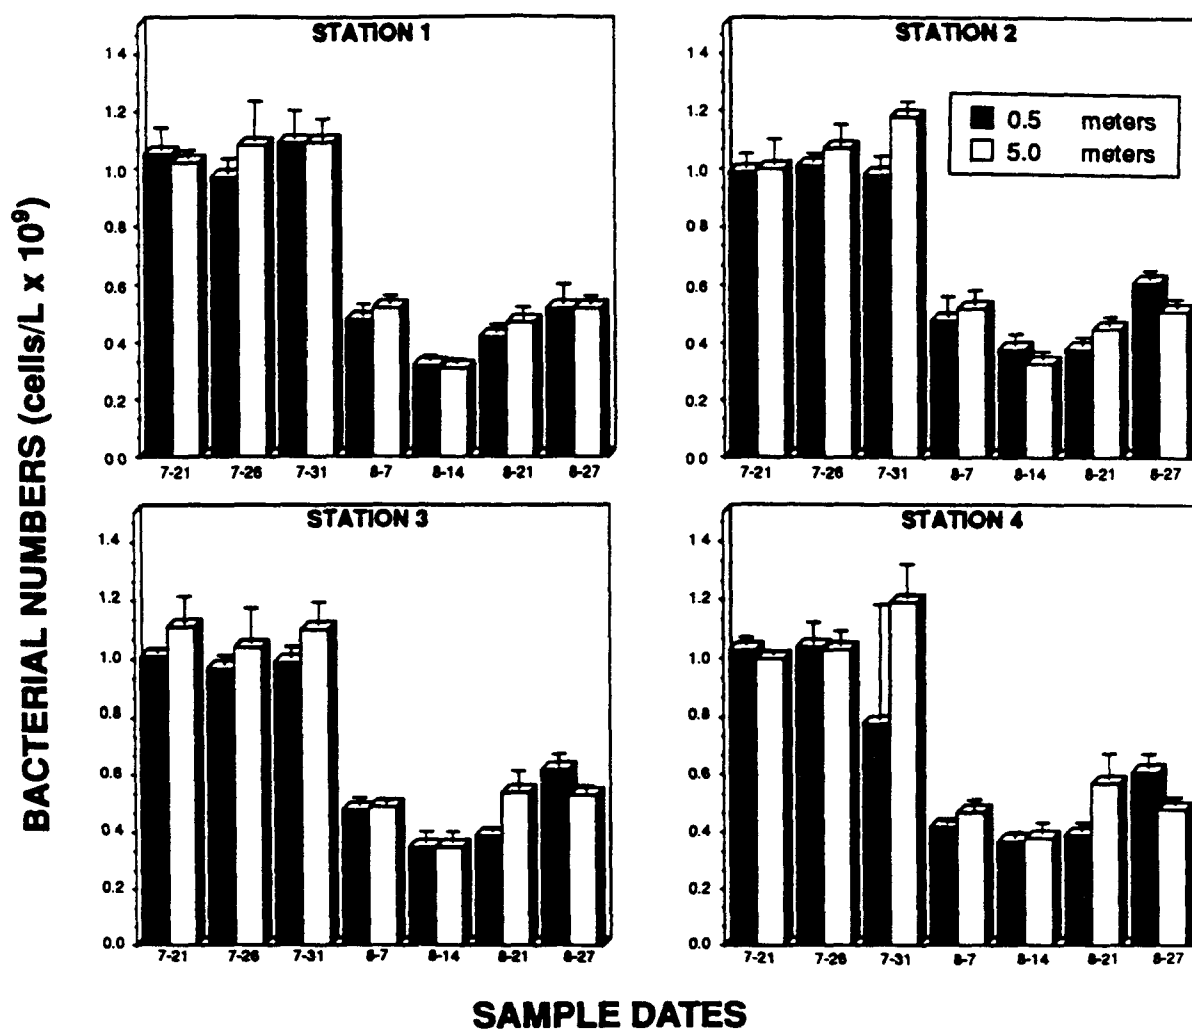 BACTERIAL NUMBERS (cells/L x 10⁹)
STATION 1
1 4
1.2
1.0
0.8
0.6
0.4
0.2
0 0
7-21 7-26 7-31 8-7 8-14 8-21 8-27
STATION 2
0.5 meters
5.0 meters
1 4
1.2
1.0
0.8
0.6
0.4
0.2
0 0
7-21 7-26 7-31 8-7 8-14 8-21 8-27
STATION 3
1.4
1.2
1.0
0.8
0.6
0.4
0.2
0.0
7-21 7-26 7-31 8-7 8-14 8-21 8-27
STATION 4
1.4
1.2
1.0
0.8
0.6
0.4
0.2
0.0
7-21 7-26 7-31 8-7 8-14 8-21 8-27
SAMPLE DATES